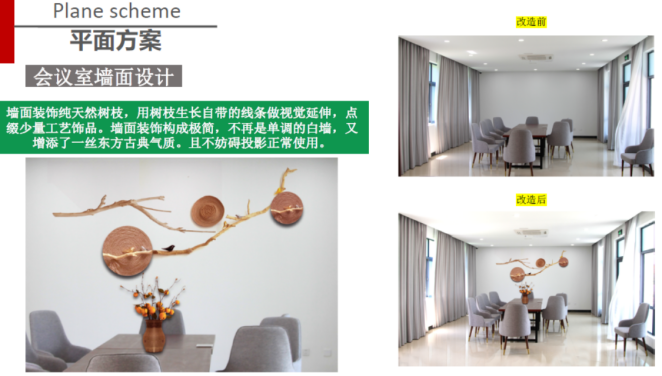 Plane scheme
平面方案
会议室墙面设计
墙面装饰纯天然树枝，用树枝生长自带的线条做视觉延伸，点
缀少量工艺饰品。墙面装饰构成极简，不再是单调的白墙，又
增添了一丝东方古典气质。且不妨碍投影正常使用。
改造前
改造后